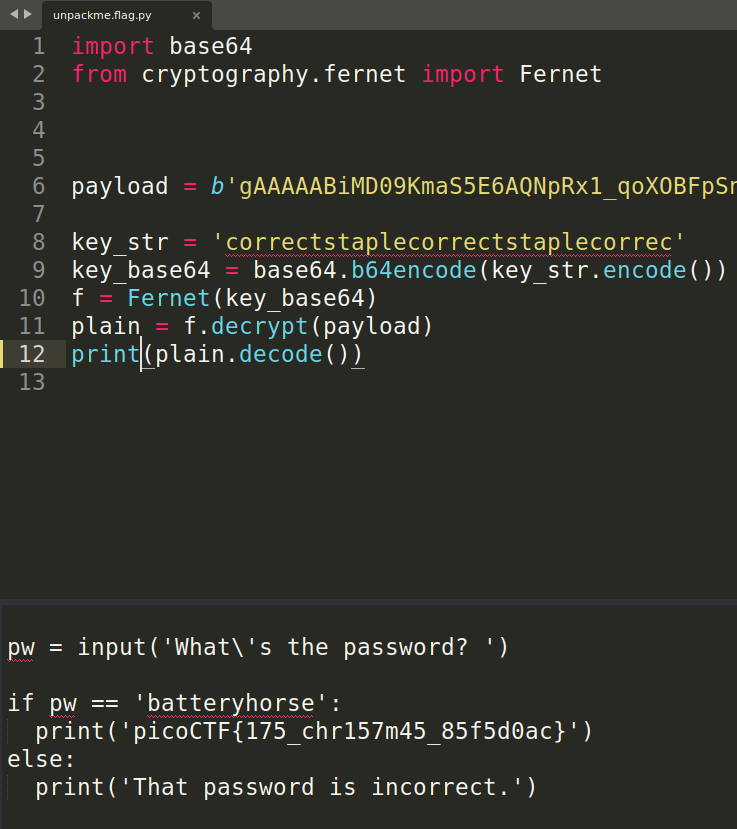 unpackme.flag.py ×
1 import base64
2 from cryptography.fernet import Fernet
3
4
5
6 payload = b'gAAAAABiMD09KmaS5E6AQNpRx1_qoXOBFpSn
7
8 key_str = 'correctstaplecorrectstaplecorrec'
9 key_base64 = base64.b64encode(key_str.encode())
10 f = Fernet(key_base64)
11 plain = f.decrypt(payload)
12 print(plain.decode())
13
pw = input('What\'s the password? ')
if pw == 'batteryhorse':
  print('picoCTF{175_chr157m45_85f5d0ac}')
else:
  print('That password is incorrect.')